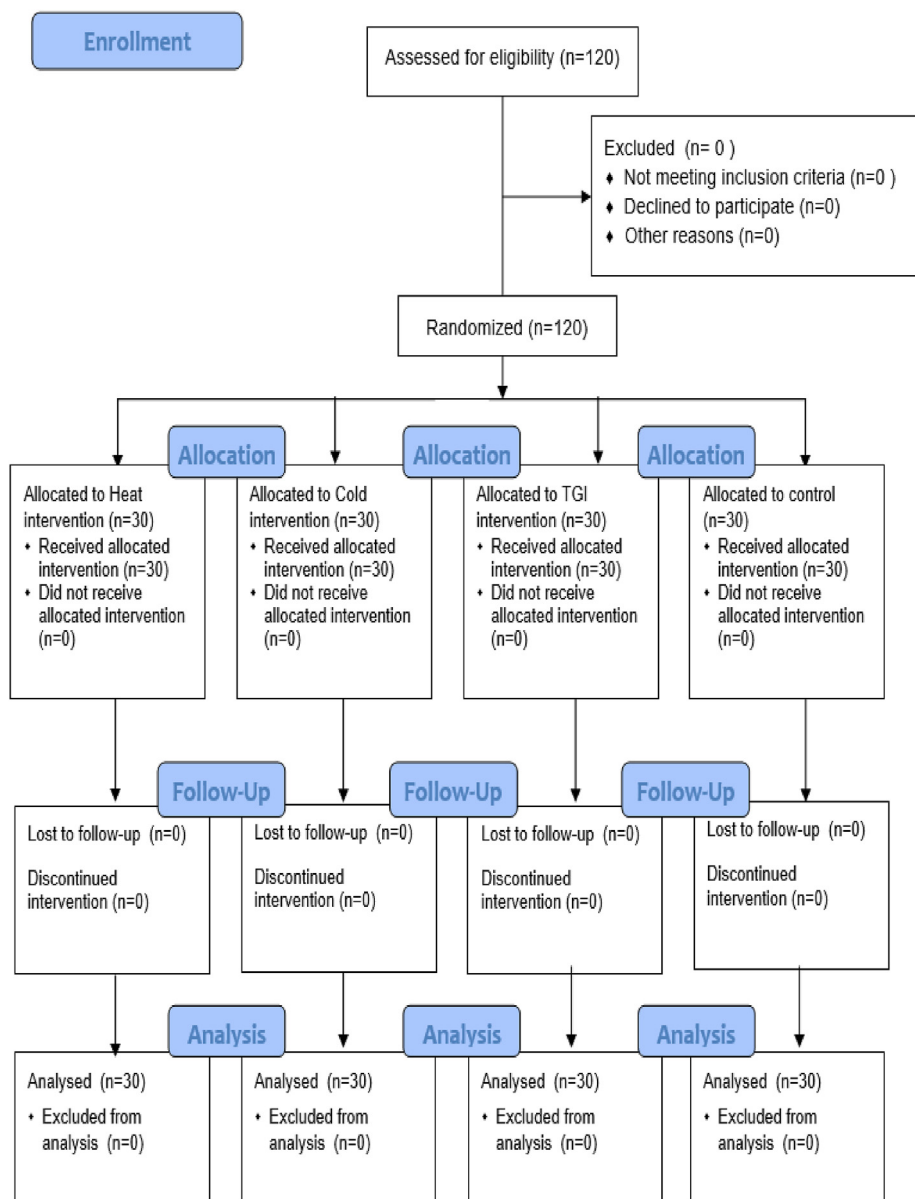 Enrollment
Assessed for eligibility (n=120)
Excluded (n= 0 )
♦ Not meeting inclusion criteria (n=0 )
♦ Declined to participate (n=0)
♦ Other reasons (n=0)
Randomized (n=120)
Allocation
Allocation
Allocation
Allocated to Heat
intervention (n=30)
♦ Received allocated
intervention (n=30)
♦ Did not receive
allocated intervention
(n=0)
Allocated to Cold
intervention (n=30)
♦ Received allocated
intervention (n=30)
♦ Did not receive
allocated intervention
(n=0)
Allocated to TGI
intervention (n=30)
♦ Received allocated
intervention (n=30)
♦ Did not receive
allocated intervention
(n=0)
Allocated to control
(n=30)
♦ Received allocated
intervention (n=30)
♦ Did not receive
allocated intervention
(n=0)
Follow-Up
Follow-Up
Follow-Up
Lost to follow-up (n=0)
Discontinued
intervention (n=0)
Lost to follow-up (n=0)
Discontinued
intervention (n=0)
Lost to follow-up (n=0)
Discontinued
intervention (n=0)
Lost to follow-up (n=0)
Discontinued
intervention (n=0)
Analysis
Analysis
Analysis
Analysed (n=30)
♦ Excluded from
analysis (n=0)
Analysed (n=30)
♦ Excluded from
analysis (n=0)
Analysed (n=30)
♦ Excluded from
analysis (n=0)
Analysed (n=30)
♦ Excluded from
analysis (n=0)